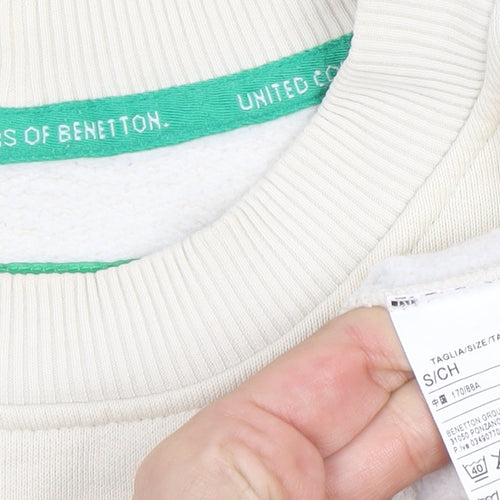 RS OF BENETTON.
UNITED CO
TAGLIA/SIZE/TA
S/CH
中国 170/88A
BENETTON GROU
31050 PONZANO
P.iva 0349077
40